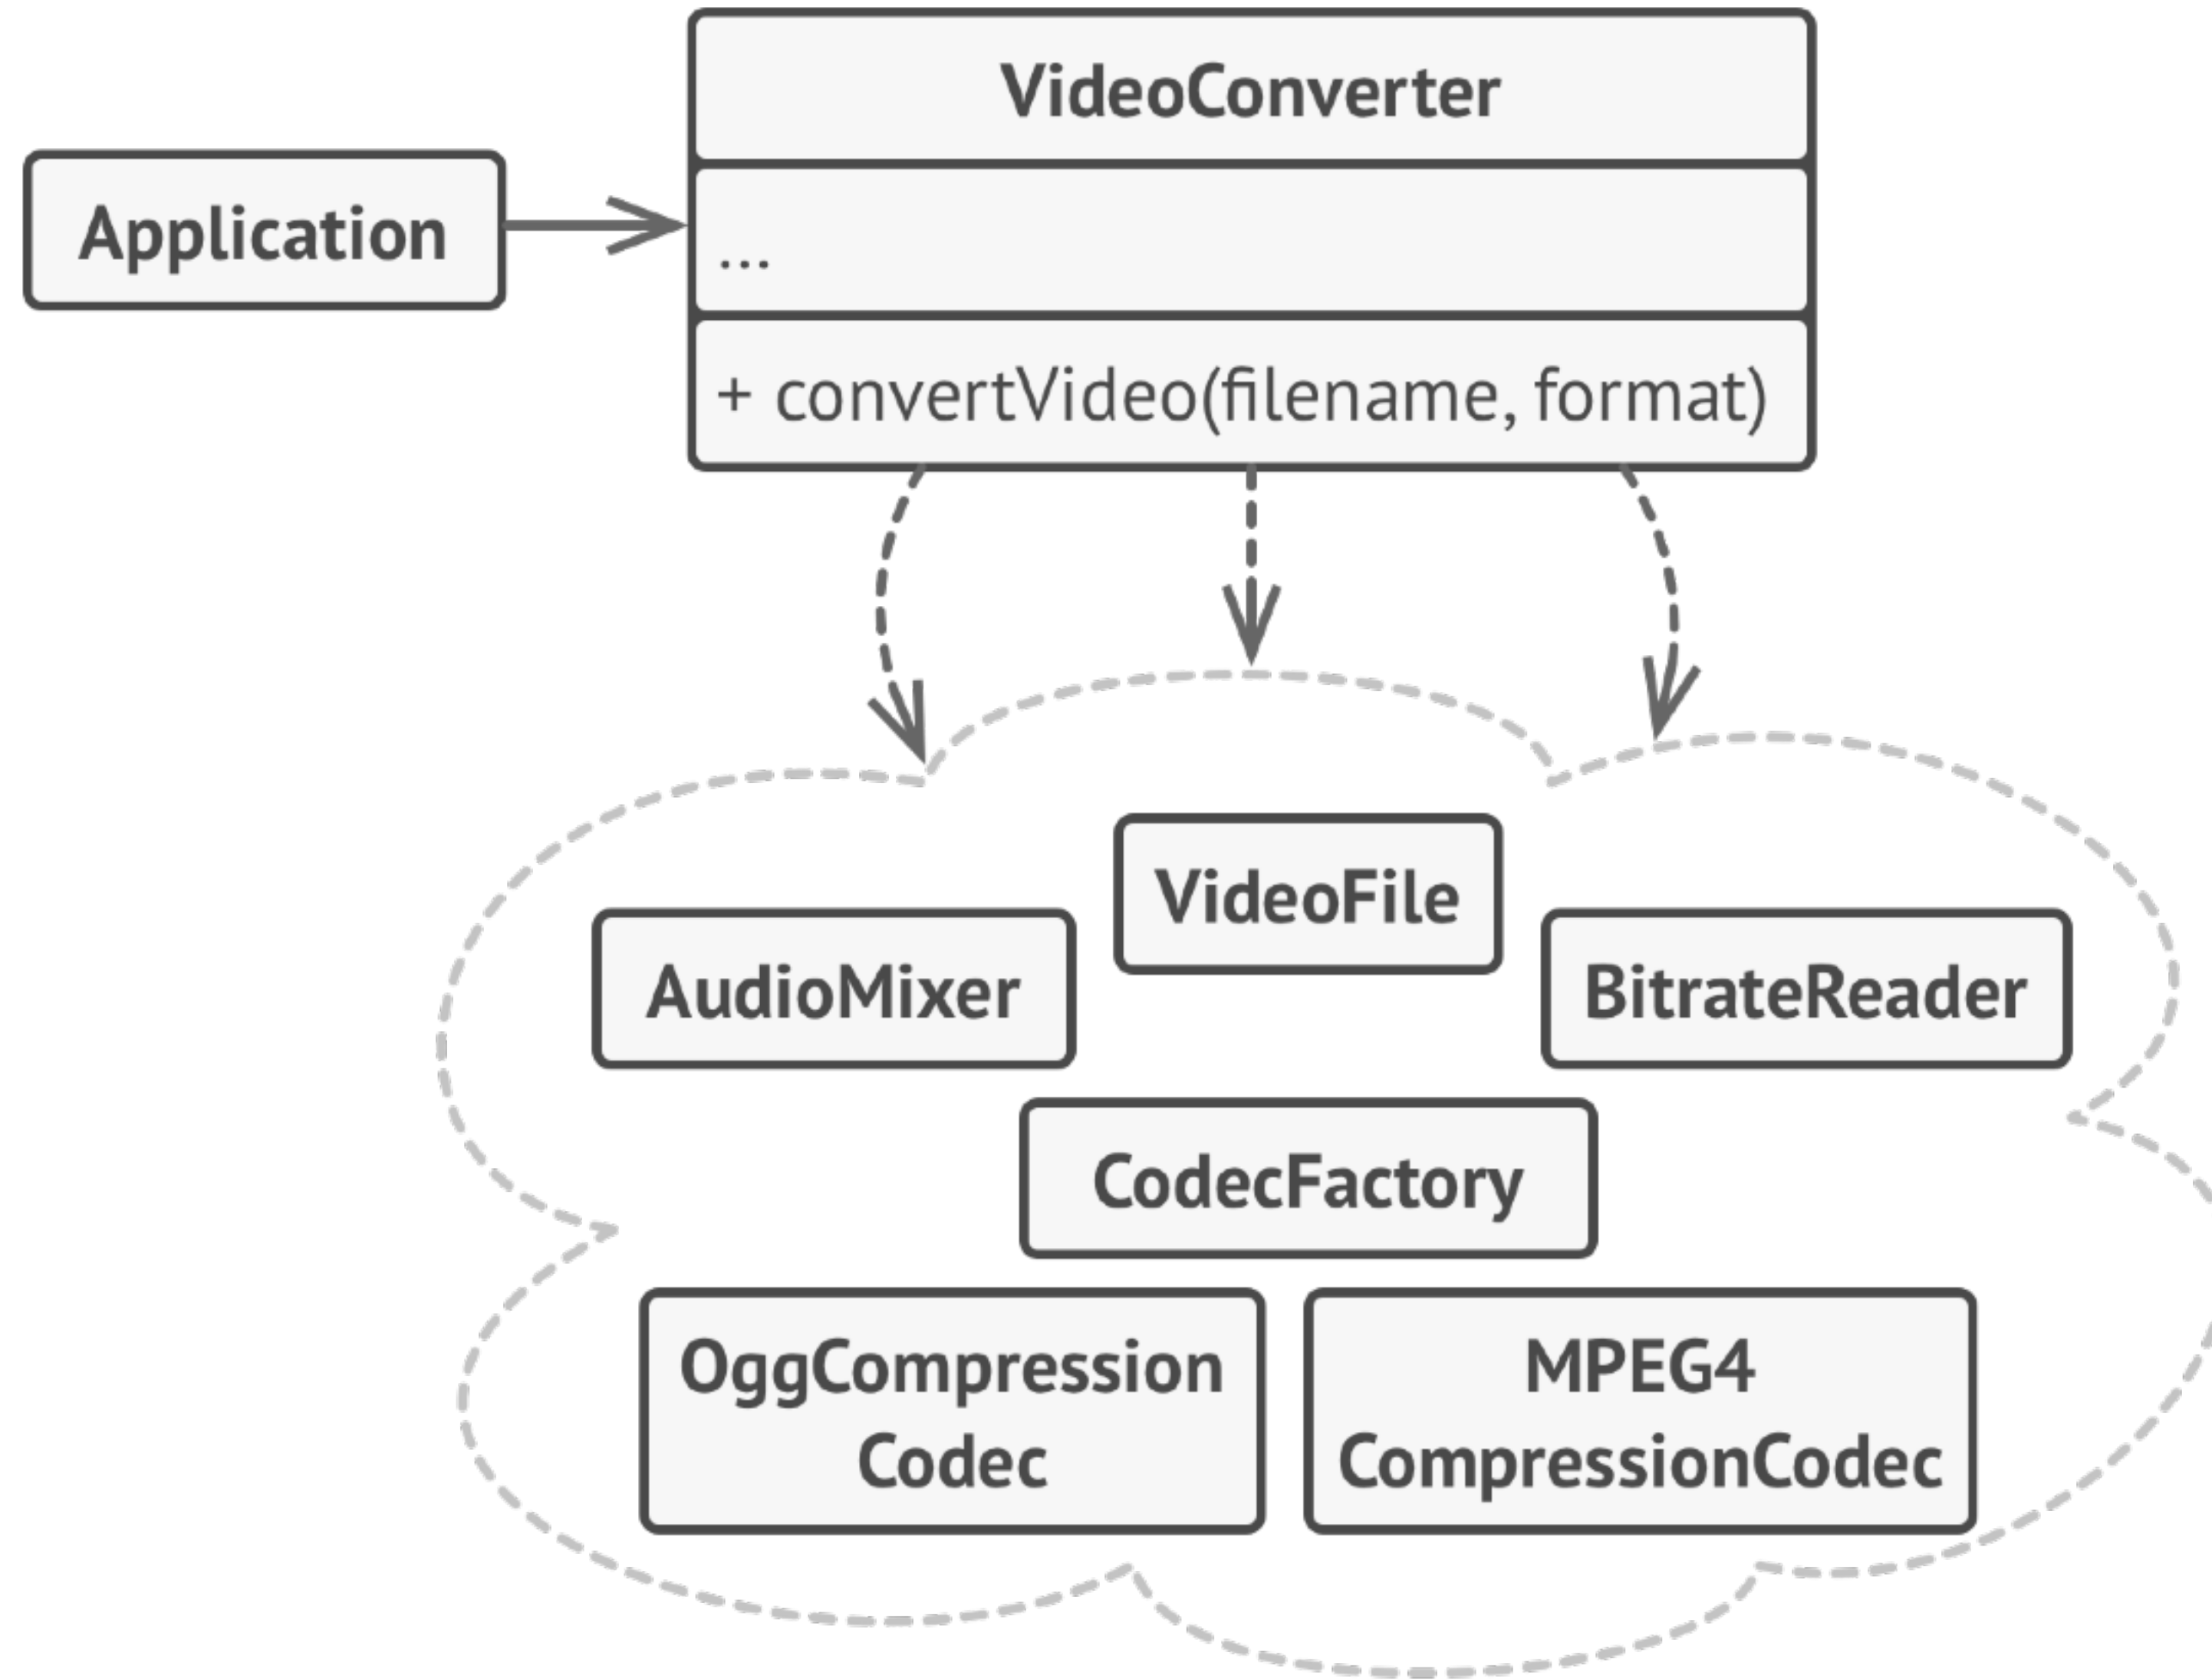 VideoConverter
Application
...
+ convertVideo(filename, format)
VideoFile
AudioMixer
BitrateReader
CodecFactory
OggCompression
Codec
MPEG4
CompressionCodec